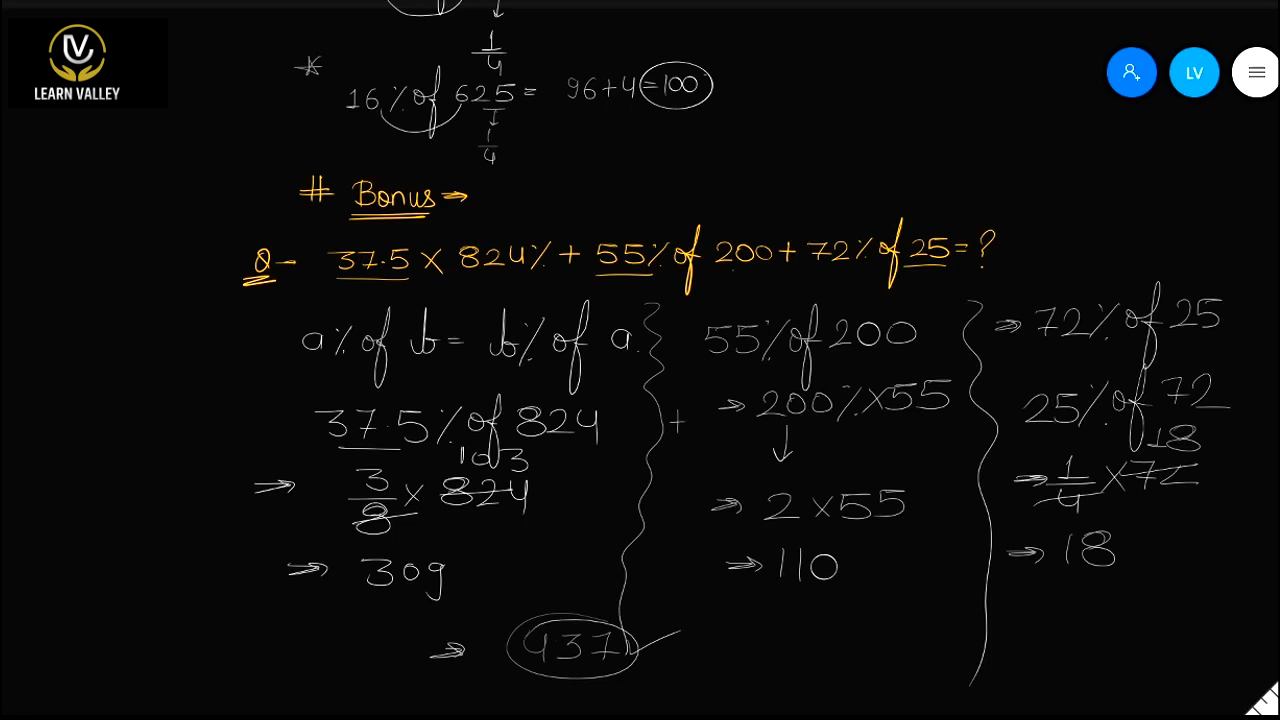 LEARN VALLEY
LV
1/4
* 16% of 625 = 96+4 = 100
1/4
# Bonus →
Q- 37.5 × 824% + 55% of 200 + 72% of 25 = ?
a% of b = b% of a.
37.5% of 824
103
⇒ 3/8 × 824
⇒ 309
+
55% of 200
⇒ 200% × 55
⇒ 2 × 55
⇒ 110
⇒ 72% of 25
25% of 72
18
⇒ 1/4 × 72
⇒ 18
⇒ 437